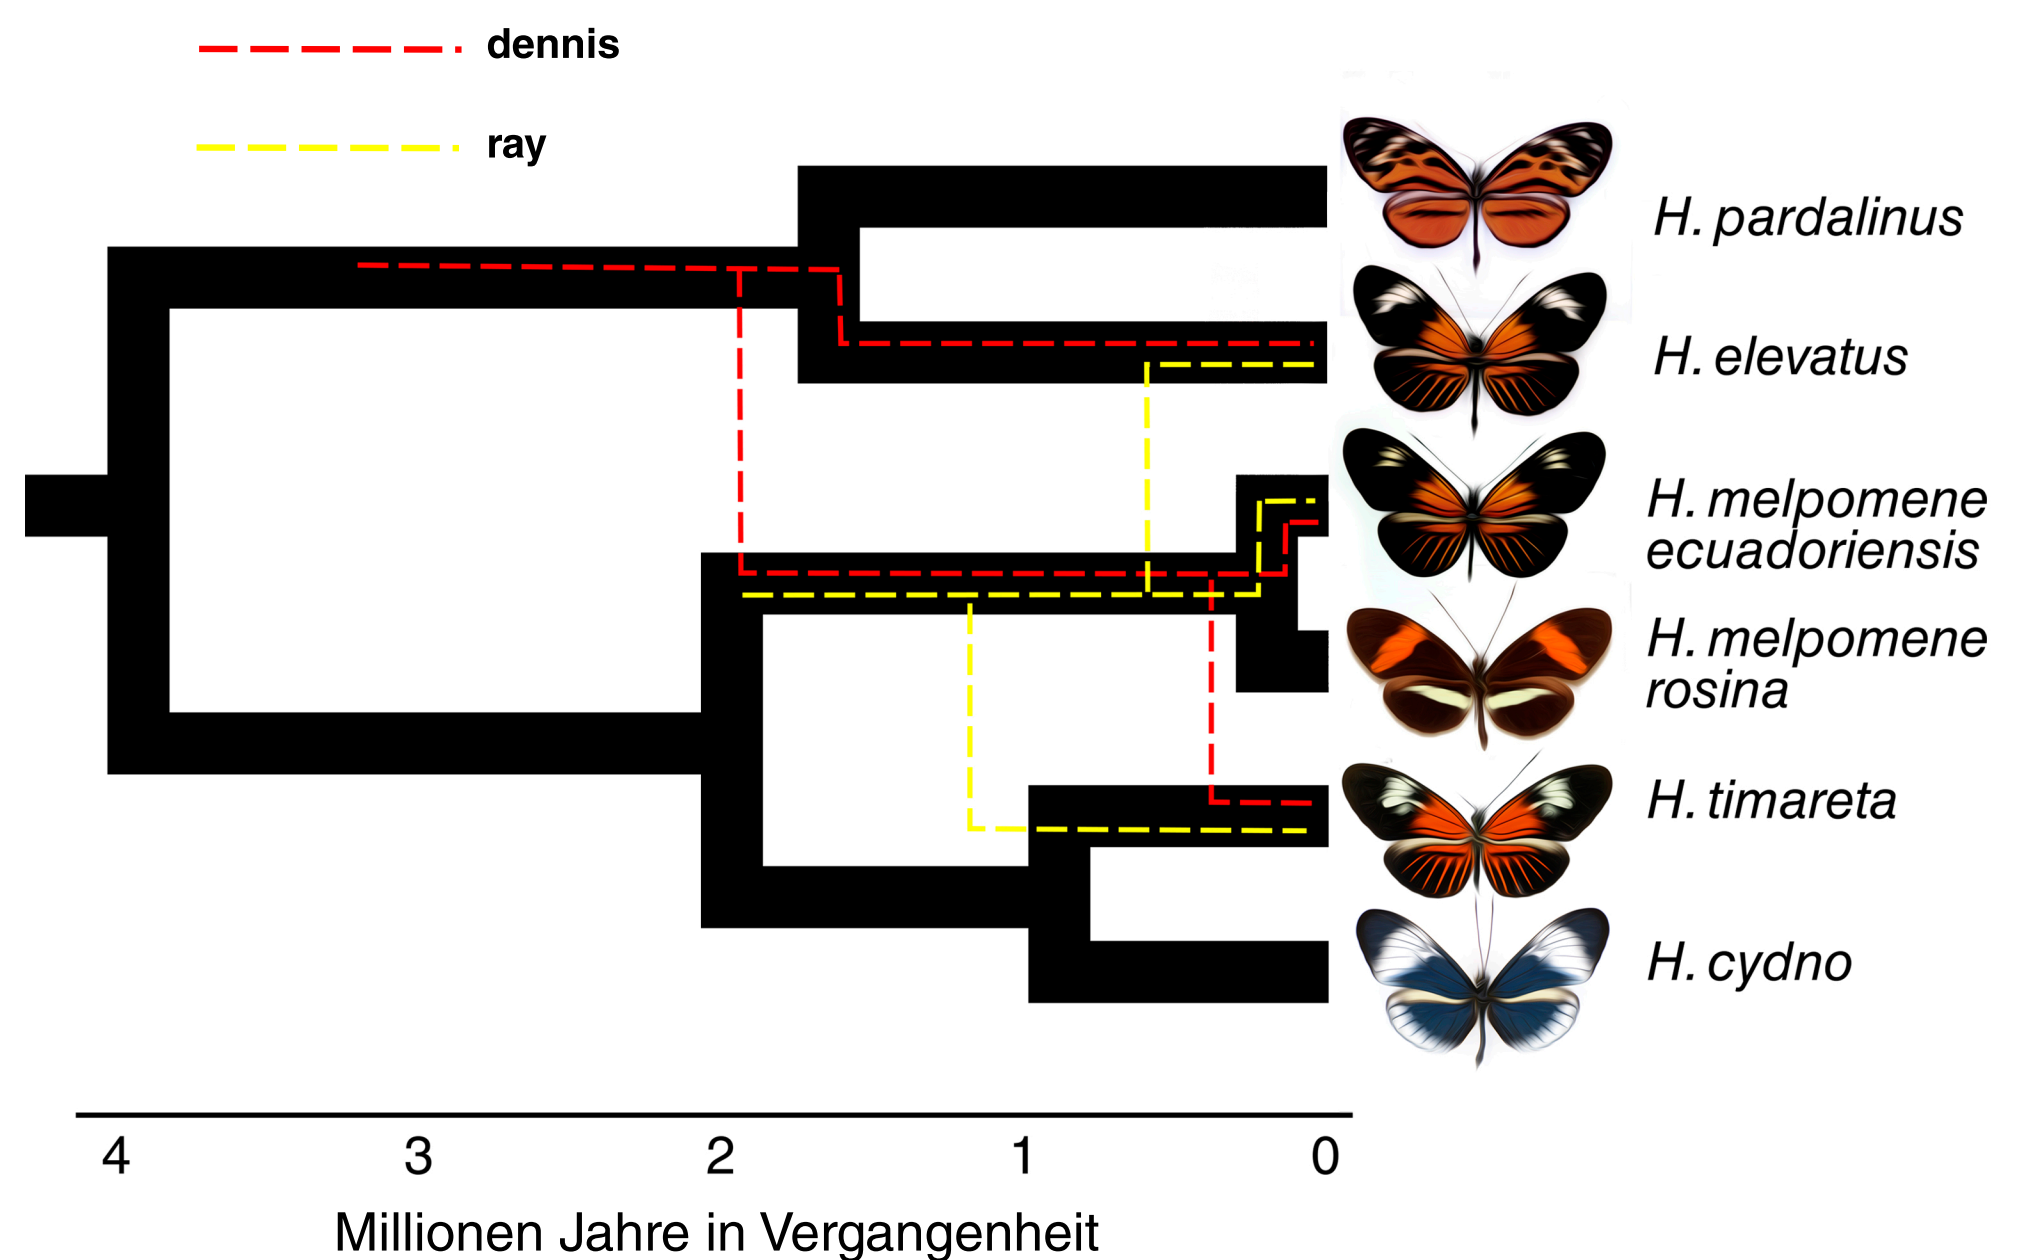 dennis
ray
H. pardalinus
H. elevatus
H. melpomene
ecuadoriensis
H. melpomene
rosina
H. timareta
H. cydno
4 3 2 1 0
Millionen Jahre in Vergangenheit